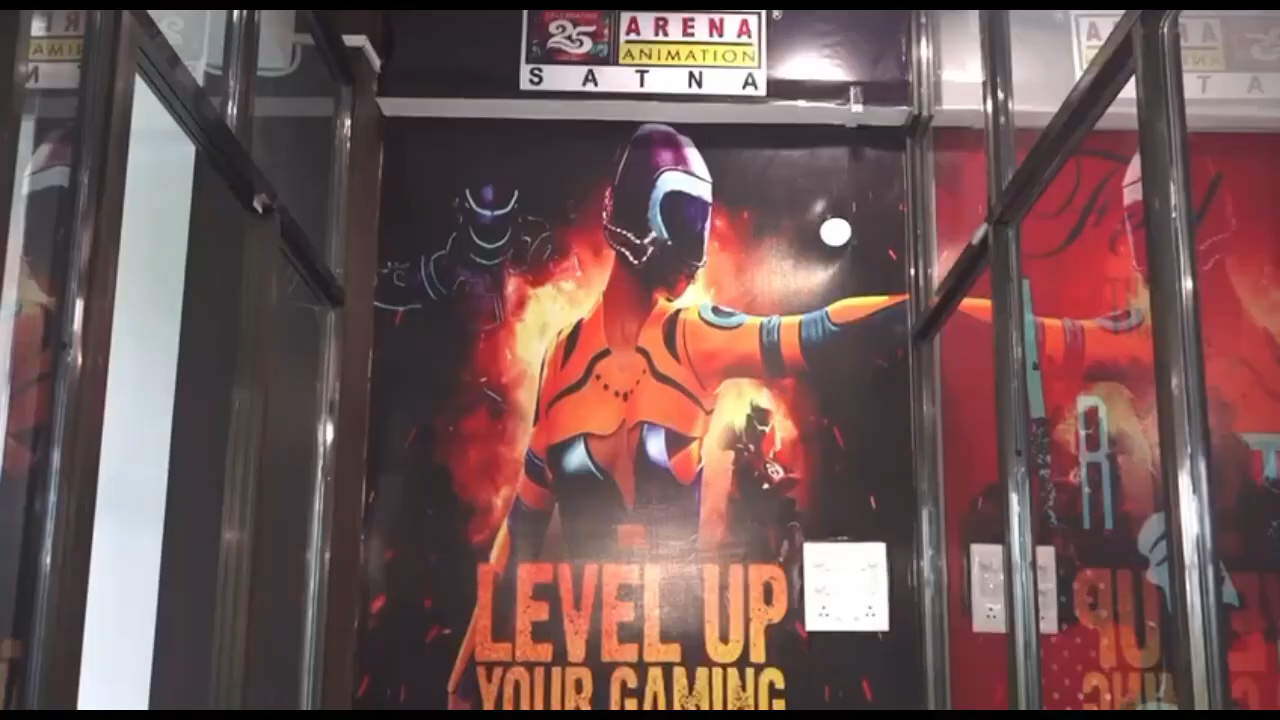 25
ARENA
ANIMATION
SATNA
LEVEL UP
YOUR GAMING